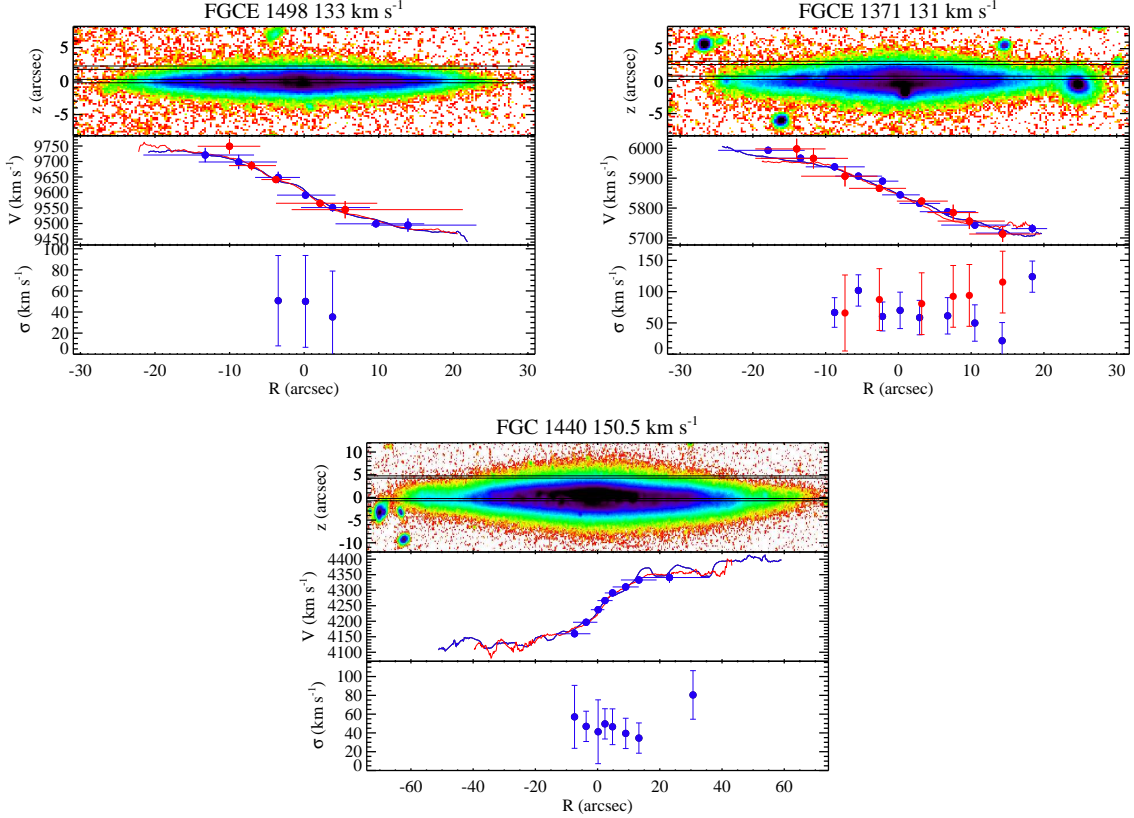 FGCE 1498 133 km s⁻¹
z (arcsec)
5
0
-5
V (km s⁻¹)
9750
9700
9650
9600
9550
9500
9450
σ (km s⁻¹)
100
80
60
40
20
0
-30 -20 -10 0 10 20 30
R (arcsec)
FGCE 1371 131 km s⁻¹
z (arcsec)
5
0
-5
V (km s⁻¹)
6000
5900
5800
5700
σ (km s⁻¹)
150
100
50
0
-30 -20 -10 0 10 20 30
R (arcsec)
FGC 1440 150.5 km s⁻¹
z (arcsec)
10
5
0
-5
-10
V (km s⁻¹)
4400
4350
4300
4250
4200
4150
4100
σ (km s⁻¹)
100
80
60
40
20
0
-60 -40 -20 0 20 40 60
R (arcsec)